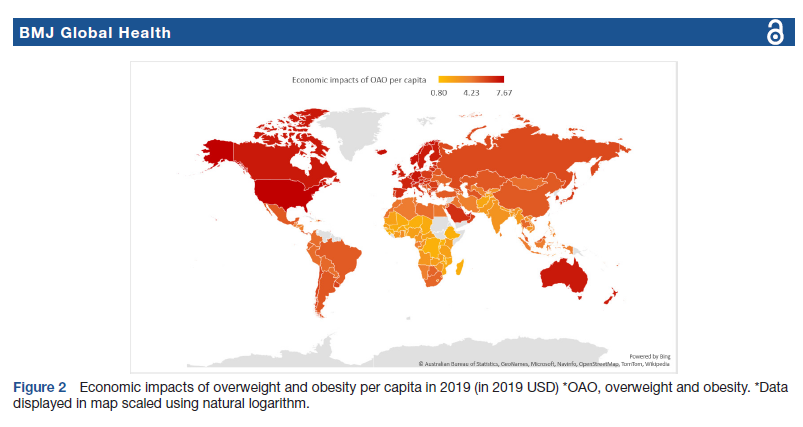 BMJ Global Health
Economic impacts of OAO per capita
0.80 4.23 7.67
Powered by Bing
© Australian Bureau of Statistics, GeoNames, Microsoft, Navinfo, OpenStreetMap, TomTom, Wikipedia
Figure 2 Economic impacts of overweight and obesity per capita in 2019 (in 2019 USD) *OAO, overweight and obesity. *Data
displayed in map scaled using natural logarithm.